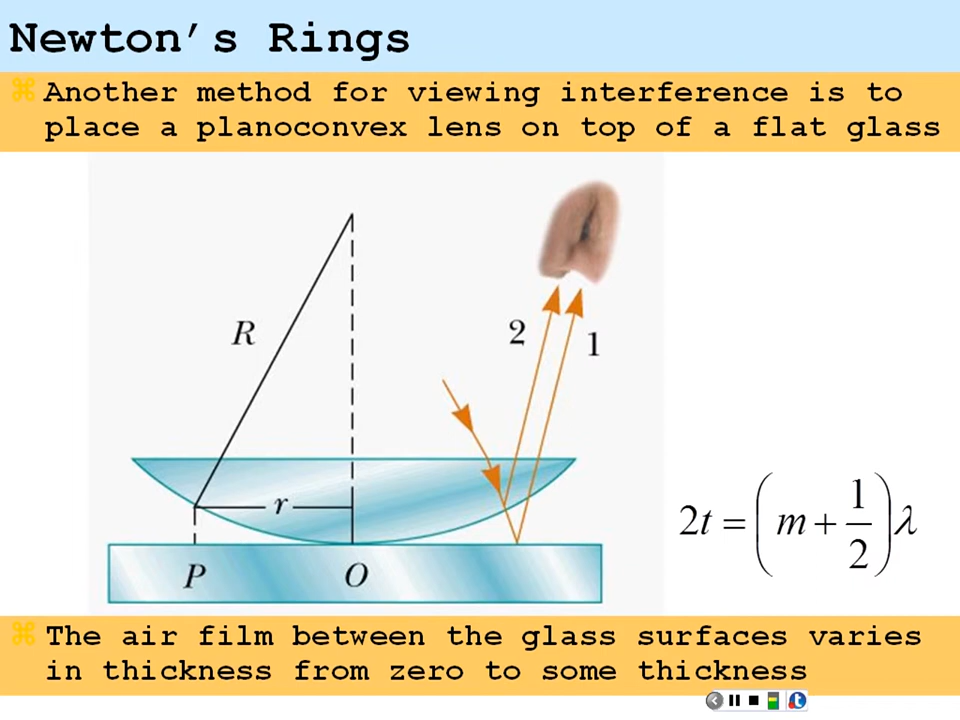 Newton’s Rings
Another method for viewing interference is to
place a planoconvex lens on top of a flat glass
R
2
1
r
P
O
2t = (m + 1/2) λ
The air film between the glass surfaces varies
in thickness from zero to some thickness